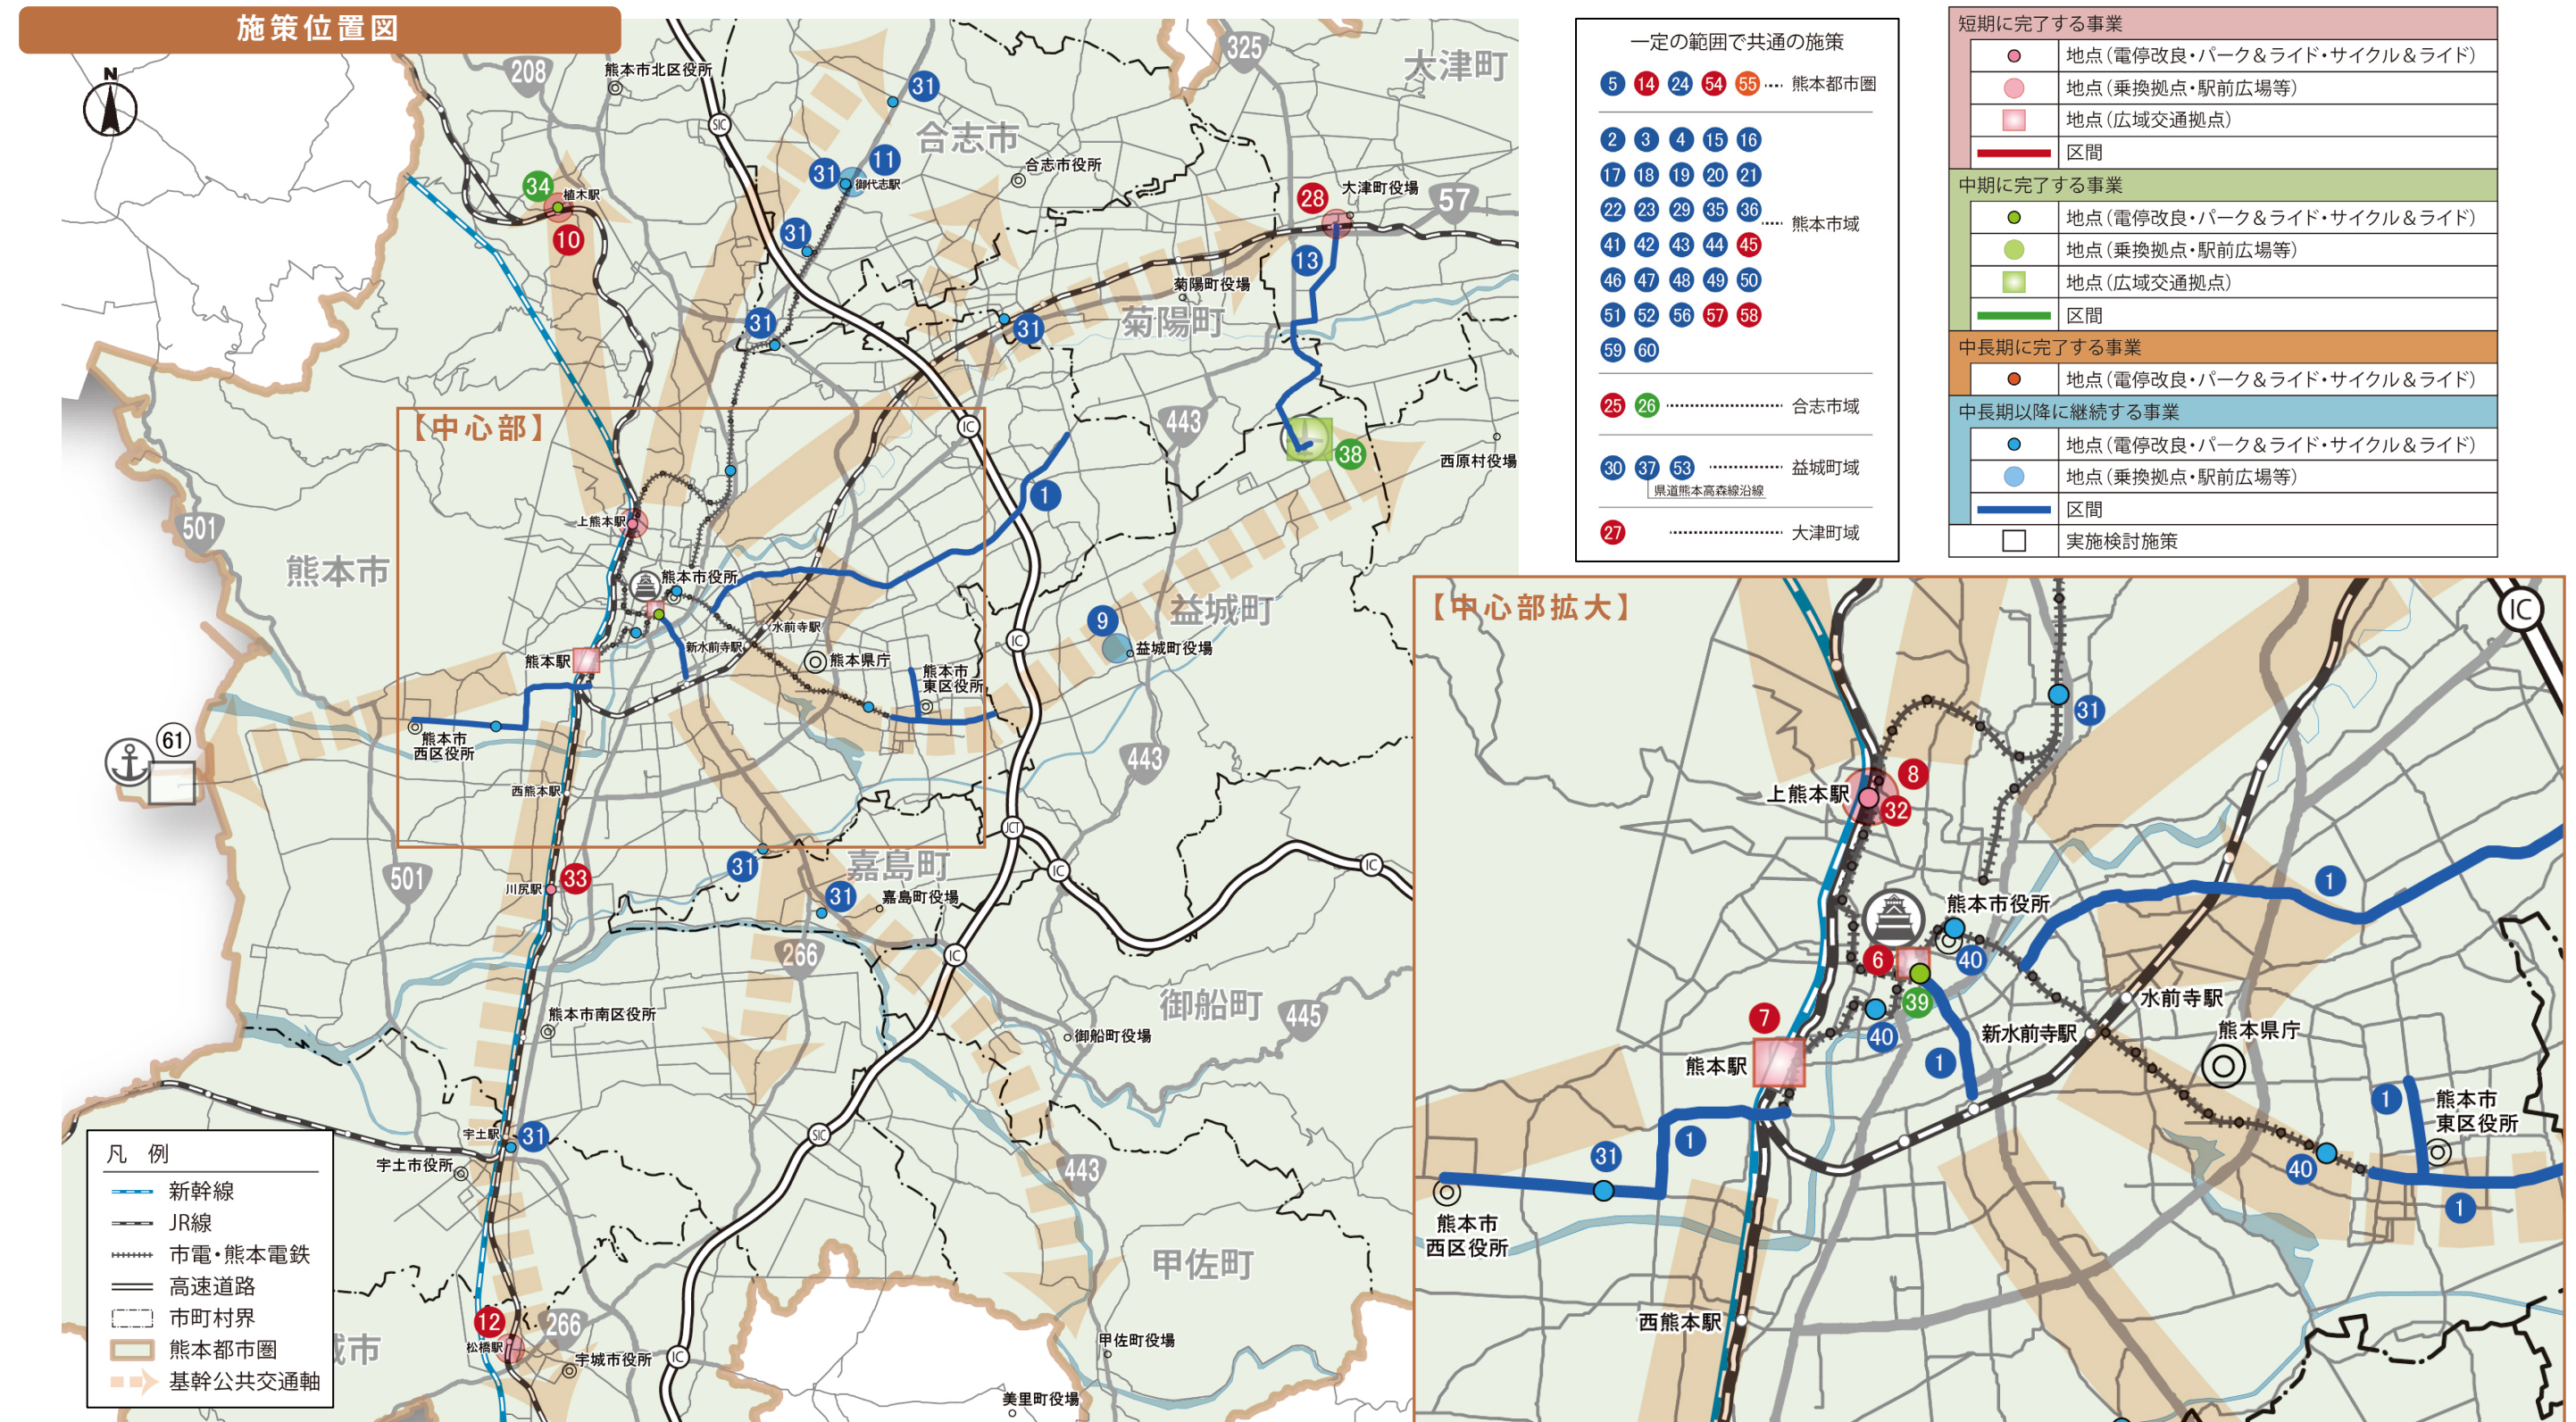 施策位置図
N
208
熊本市北区役所
SIC
31
325
大津町
合志市
31
11
御代志駅
合志市役所
34
植木駅
10
31
28
大津町役場
57
13
菊陽町役場
31
31
菊陽町
【中心部】
IC
443
38
西原村役場
1
501
上熊本駅
熊本市
熊本市役所
水前寺駅
新水前寺駅
IC
9
益城町
益城町役場
熊本駅
熊本県庁
熊本市
東区役所
熊本市
西区役所
61
443
西熊本駅
JCT
31
嘉島町
IC
IC
501
川尻駅
33
31
嘉島町役場
266
IC
熊本市南区役所
御船町
445
御船町役場
宇土駅
31
SIC
宇土市役所
443
甲佐町
12
松橋駅
266
城市
宇城市役所
IC
甲佐町役場
美里町役場
凡 例
新幹線
JR線
市電・熊本電鉄
高速道路
市町村界
熊本都市圏
基幹公共交通軸
一定の範囲で共通の施策
5 14 24 54 55 熊本都市圏
2 3 4 15 16
17 18 19 20 21
22 23 29 35 36 熊本市域
41 42 43 44 45
46 47 48 49 50
51 52 56 57 58
59 60
25 26 合志市域
30 37 53 益城町域
県道熊本高森線沿線
27 大津町域
短期に完了する事業
地点(電停改良・パーク&ライド・サイクル&ライド)
地点(乗換拠点・駅前広場等)
地点(広域交通拠点)
区間
中期に完了する事業
地点(電停改良・パーク&ライド・サイクル&ライド)
地点(乗換拠点・駅前広場等)
地点(広域交通拠点)
区間
中長期に完了する事業
地点(電停改良・パーク&ライド・サイクル&ライド)
中長期以降に継続する事業
地点(電停改良・パーク&ライド・サイクル&ライド)
地点(乗換拠点・駅前広場等)
区間
実施検討施策
【中心部拡大】
IC
31
8
上熊本駅
32
1
熊本市役所
6
40
39
水前寺駅
7
40
新水前寺駅
熊本県庁
熊本駅
1
1
熊本市
東区役所
1
31
40
1
熊本市
西区役所
西熊本駅